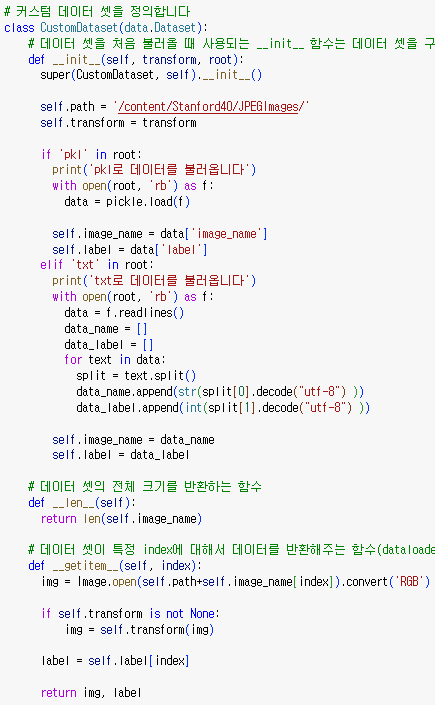 # 커스텀 데이터 셋을 정의합니다
class CustomDataset(data.Dataset):
    # 데이터 셋을 처음 불러올 때 사용되는 __init__ 함수는 데이터 셋을 구
    def __init__(self, transform, root):
      super(CustomDataset, self).__init__()

      self.path = '/content/Stanford40/JPEGImages/'
      self.transform = transform

      if 'pkl' in root:
        print('pkl로 데이터를 불러옵니다')
        with open(root, 'rb') as f:
          data = pickle.load(f)

        self.image_name = data['image_name']
        self.label = data['label']
      elif 'txt' in root:
        print('txt로 데이터를 불러옵니다')
        with open(root, 'rb') as f:
          data = f.readlines()
          data_name = []
          data_label = []
          for text in data:
            split = text.split()
            data_name.append(str(split[0].decode("utf-8") ))
            data_label.append(int(split[1].decode("utf-8") ))

        self.image_name = data_name
        self.label = data_label

    # 데이터 셋의 전체 크기를 반환하는 함수
    def __len__(self):
      return len(self.image_name)

    # 데이터 셋이 특정 index에 대해서 데이터를 반환해주는 함수(dataloade
    def __getitem__(self, index):
      img = Image.open(self.path+self.image_name[index]).convert('RGB')

      if self.transform is not None:
          img = self.transform(img)

      label = self.label[index]

      return img, label